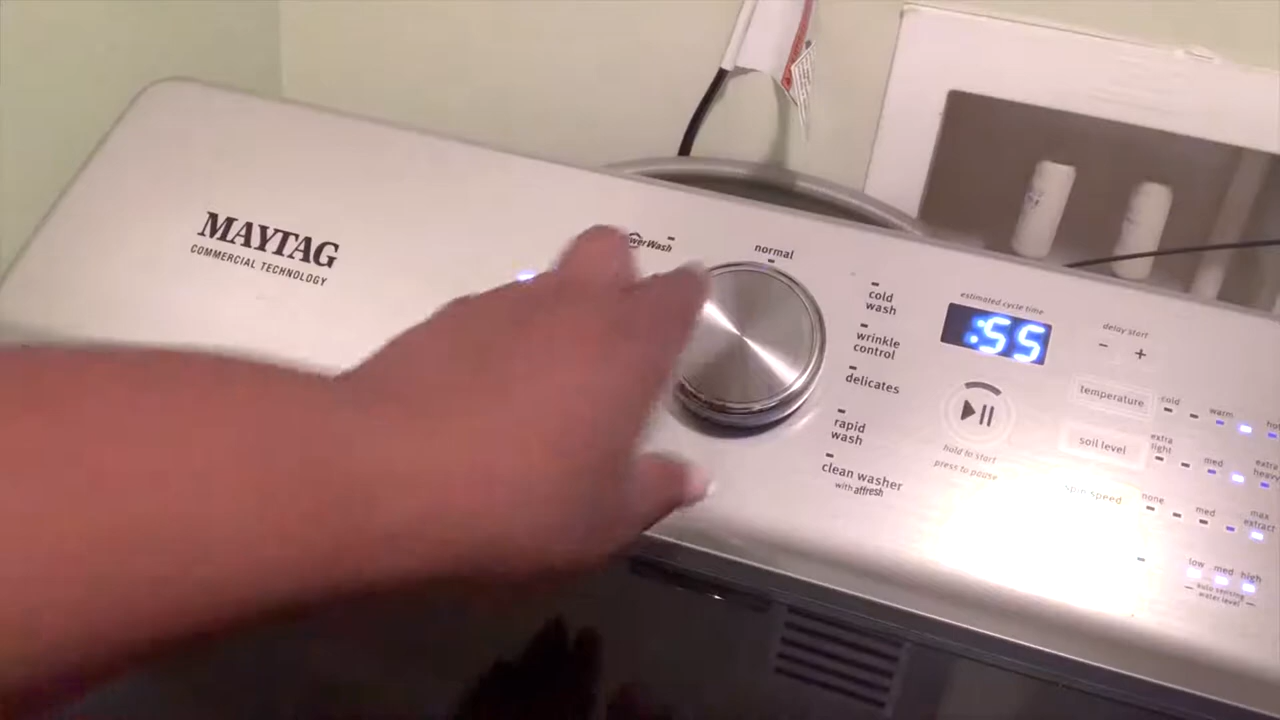 MAYTAG
COMMERCIAL TECHNOLOGY
werWash
normal
cold
wash
wrinkle
control
delicates
rapid
wash
clean washer
with affresh
estimated cycle time
:55
hold to start
press to pause
delay start
− +
temperature
cold
warm
soil level
extra
light
med
extra
heavy
spin speed
none
med
max
extract
low med high
auto sensing
water level